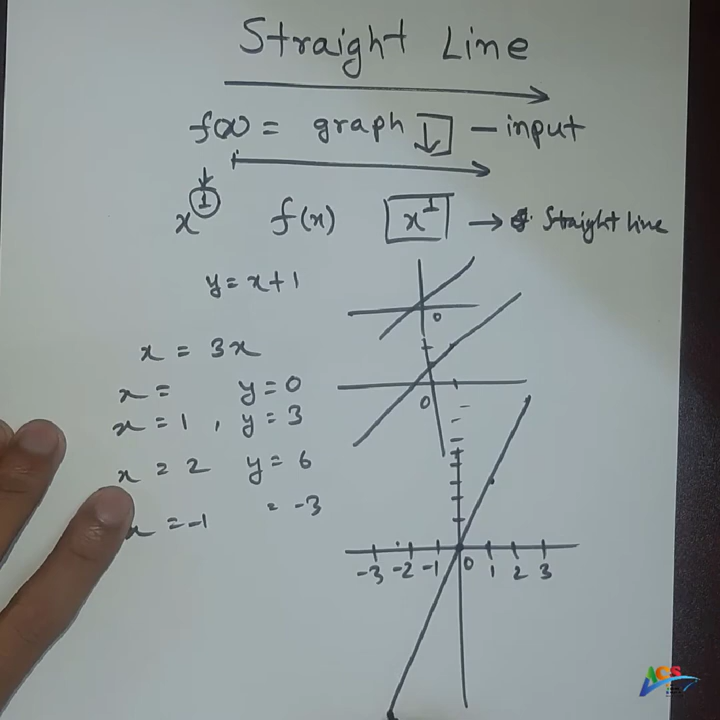 Straight Line
f(x) = graph ↓ — input
x¹ f(x) x¹ → Straight line
y = x + 1
0
x = 3x
x = y = 0
0
x = 1 , y = 3
x = 2 y = 6
x = -1 = -3
-3 -2 -1 0 1 2 3
ACS